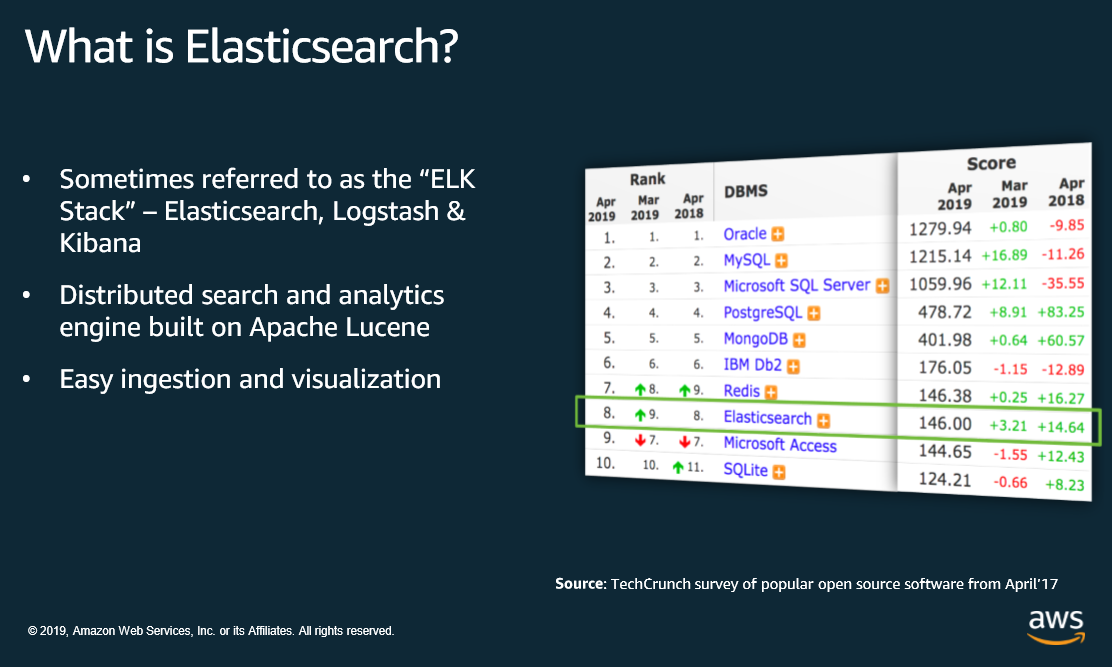 What is Elasticsearch?
• Sometimes referred to as the “ELK
Stack” – Elasticsearch, Logstash &
Kibana
• Distributed search and analytics
engine built on Apache Lucene
• Easy ingestion and visualization
Rank DBMS Score
Apr 2019 Mar 2019 Apr 2018 Apr 2019 Mar 2019 Apr 2018
1. 1. 1. Oracle 1279.94 +0.80 -9.85
2. 2. 2. MySQL 1215.14 +16.89 -11.26
3. 3. 3. Microsoft SQL Server 1059.96 +12.11 -35.55
4. 4. 4. PostgreSQL 478.72 +8.91 +83.25
5. 5. 5. MongoDB 401.98 +0.64 +60.57
6. 6. 6. IBM Db2 176.05 -1.15 -12.89
7. 8. 9. Redis 146.38 +0.25 +16.27
8. 9. 8. Elasticsearch 146.00 +3.21 +14.64
9. 7. 7. Microsoft Access 144.65 -1.55 +12.43
10. 10. 11. SQLite 124.21 -0.66 +8.23
Source: TechCrunch survey of popular open source software from April’17
© 2019, Amazon Web Services, Inc. or its Affiliates. All rights reserved.
aws